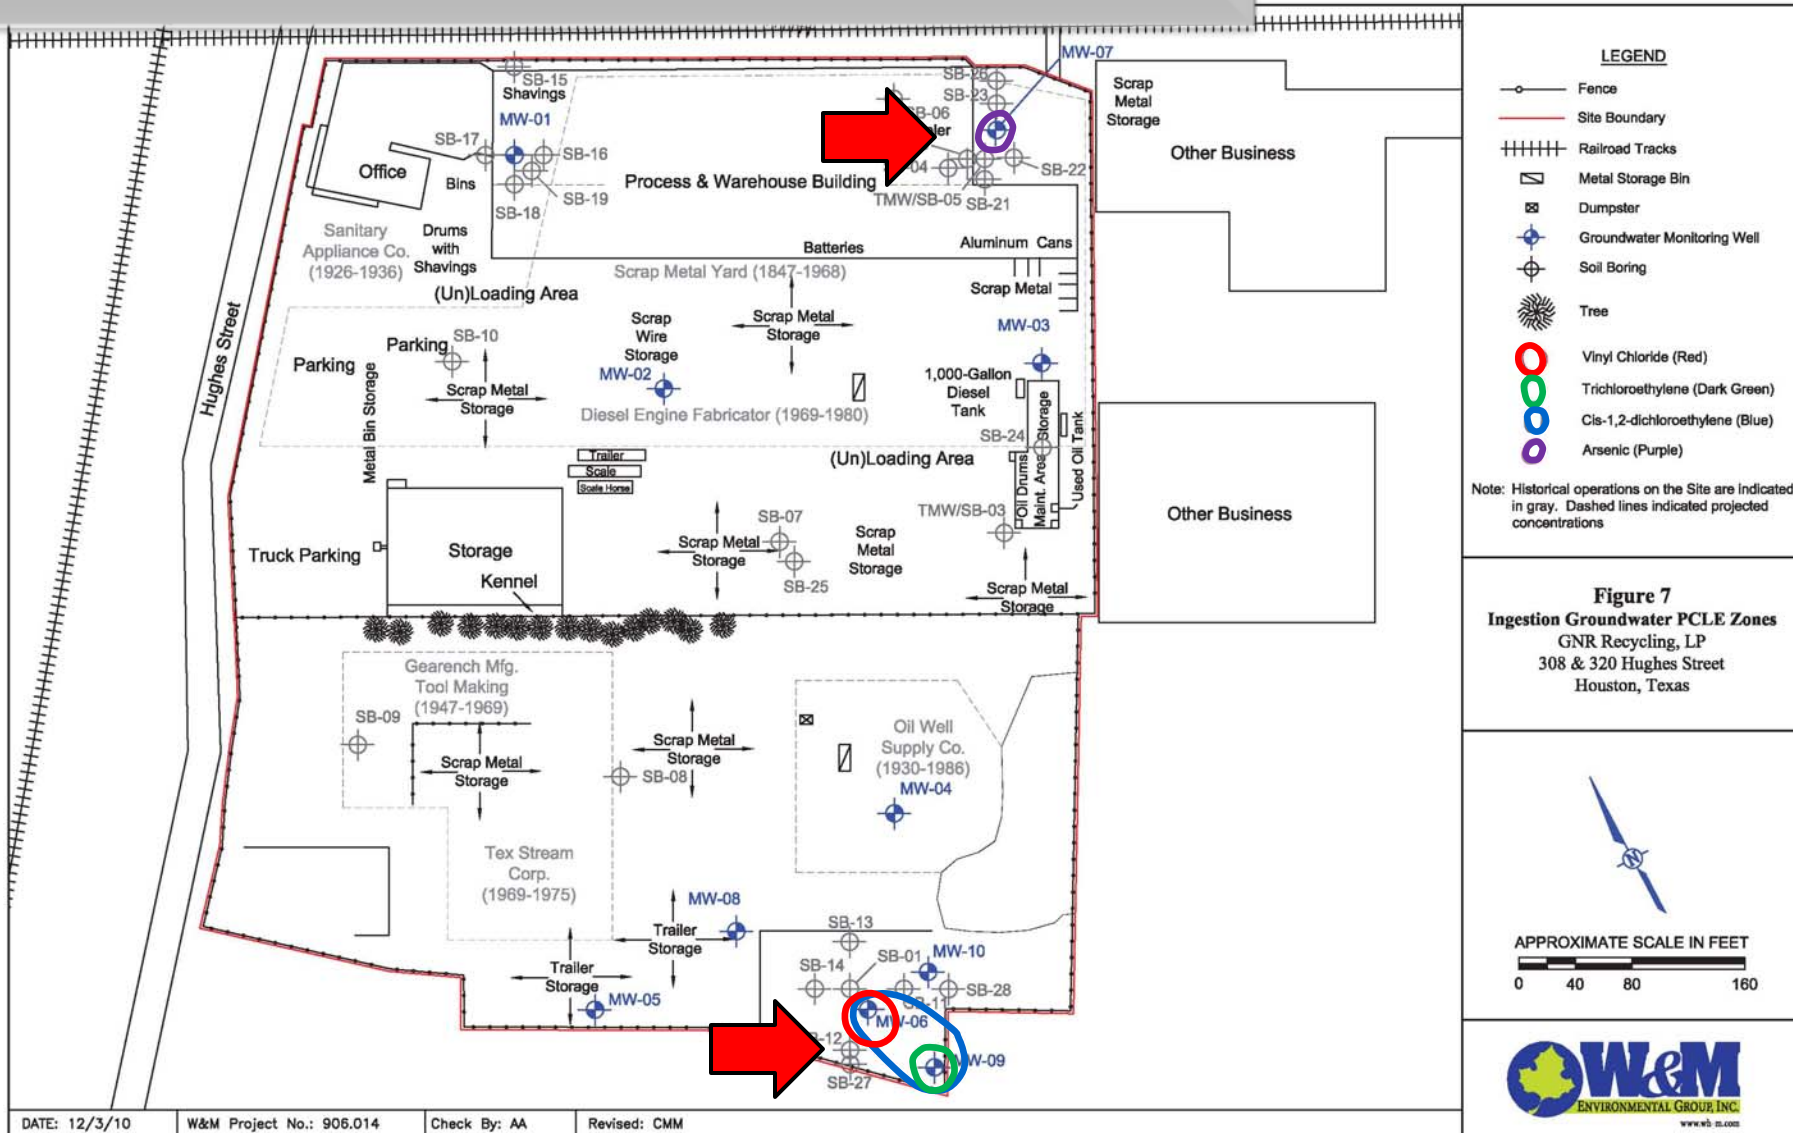 MW-07
SB-26
SB-15
Shavings
SB-23
SB-06
MW-01
SB-17
SB-16
Office
Bins
SB-19
SB-18
Process & Warehouse Building
TMW/SB-05
SB-21
SB-22
Sanitary
Appliance Co.
(1926-1936)
Drums
with
Shavings
Batteries
Aluminum Cans
Scrap Metal Yard (1847-1968)
(Un)Loading Area
Scrap Metal
MW-03
Hughes Street
Parking
Parking
SB-10
Scrap Metal
Storage
Metal Bin Storage
Scrap
Wire
Storage
MW-02
Scrap Metal
Storage
Diesel Engine Fabricator (1969-1980)
1,000-Gallon
Diesel
Tank
SB-24
Storage
Maint. Area
Oil Drums
Used Oil Tank
(Un)Loading Area
Trailer
Scale
Scale Horse
TMW/SB-03
SB-07
SB-25
Scrap Metal
Storage
Scrap
Metal
Storage
Scrap Metal
Storage
Truck Parking
Storage
Kennel
Scrap
Metal
Storage
Other Business
Other Business
Gearench Mfg.
Tool Making
(1947-1969)
SB-09
Scrap Metal
Storage
SB-08
Scrap Metal
Storage
Oil Well
Supply Co.
(1930-1986)
MW-04
Tex Stream
Corp.
(1969-1975)
MW-08
Trailer
Storage
Trailer
Storage
MW-05
SB-13
SB-01
MW-10
SB-14
SB-28
MW-06
MW-09
SB-27
LEGEND
Fence
Site Boundary
Railroad Tracks
Metal Storage Bin
Dumpster
Groundwater Monitoring Well
Soil Boring
Tree
Vinyl Chloride (Red)
Trichloroethylene (Dark Green)
Cis-1,2-dichloroethylene (Blue)
Arsenic (Purple)
Note: Historical operations on the Site are indicated
in gray. Dashed lines indicated projected
concentrations
Figure 7
Ingestion Groundwater PCLE Zones
GNR Recycling, LP
308 & 320 Hughes Street
Houston, Texas
N
APPROXIMATE SCALE IN FEET
0 40 80 160
W&M
ENVIRONMENTAL GROUP, INC.
DATE: 12/3/10
W&M Project No.: 906.014
Check By: AA
Revised: CMM